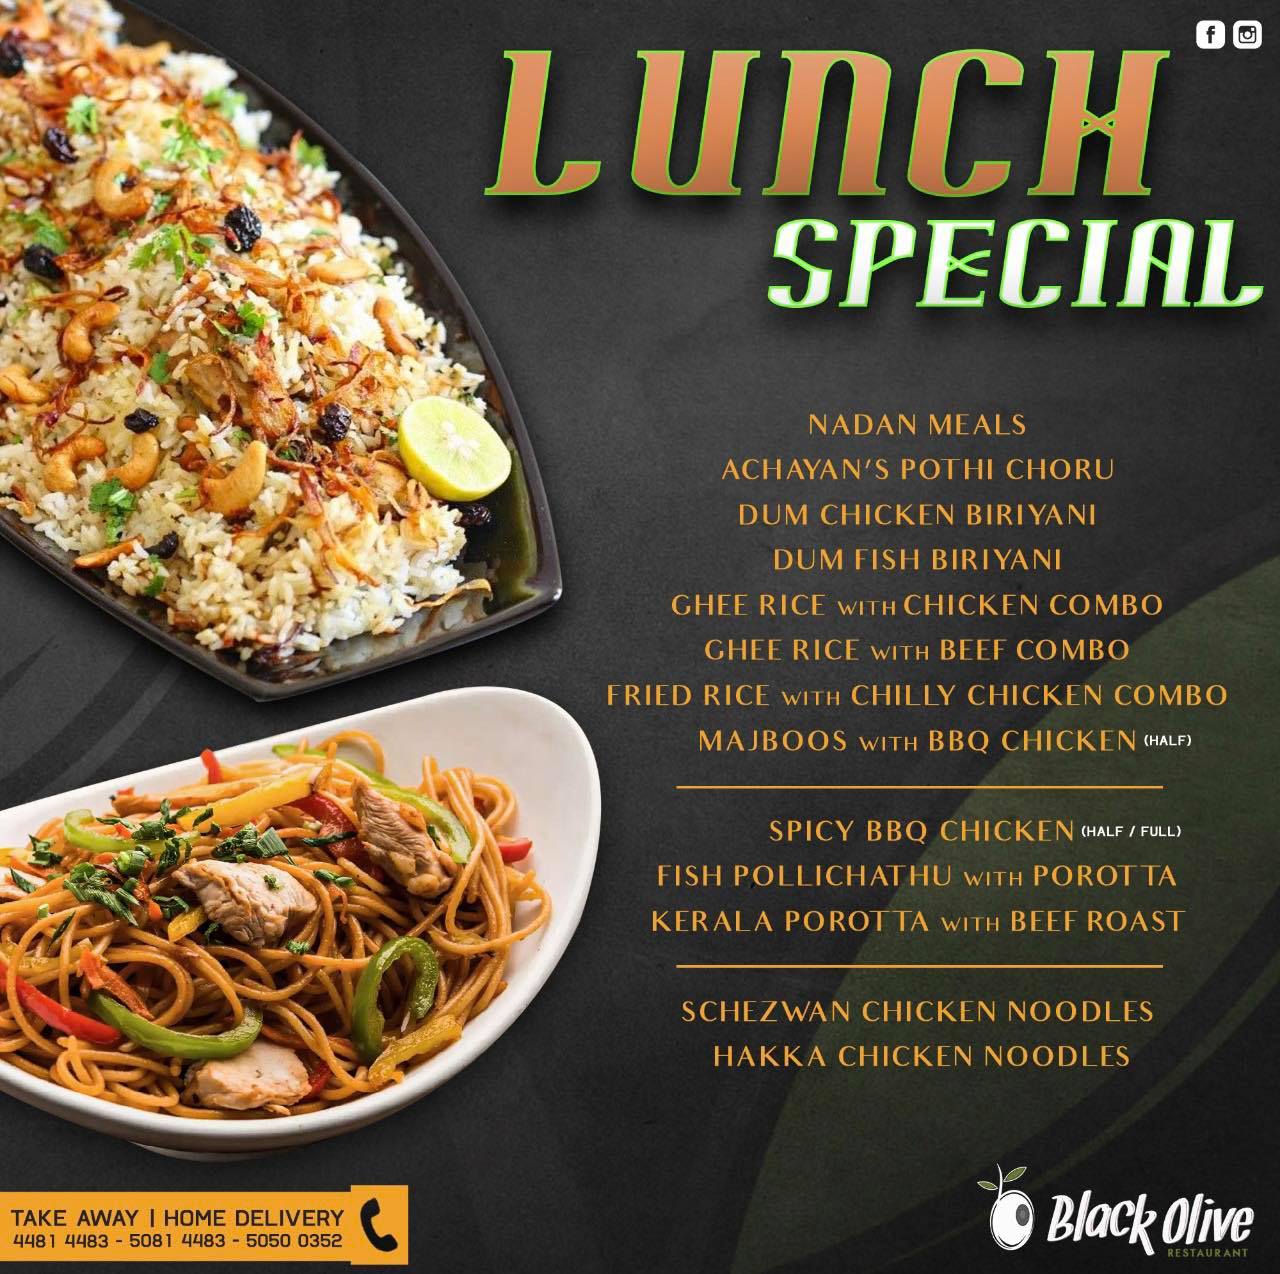 LUNCH
SPECIAL
NADAN MEALS
ACHAYAN'S POTHI CHORU
DUM CHICKEN BIRIYANI
DUM FISH BIRIYANI
GHEE RICE WITH CHICKEN COMBO
GHEE RICE WITH BEEF COMBO
FRIED RICE WITH CHILLY CHICKEN COMBO
MAJBOOS WITH BBQ CHICKEN (HALF)
SPICY BBQ CHICKEN (HALF / FULL)
FISH POLLICHATHU WITH POROTTA
KERALA POROTTA WITH BEEF ROAST
SCHEZWAN CHICKEN NOODLES
HAKKA CHICKEN NOODLES
TAKE AWAY | HOME DELIVERY
4481 4483 - 5081 4483 - 5050 0352
Black Olive
RESTAURANT